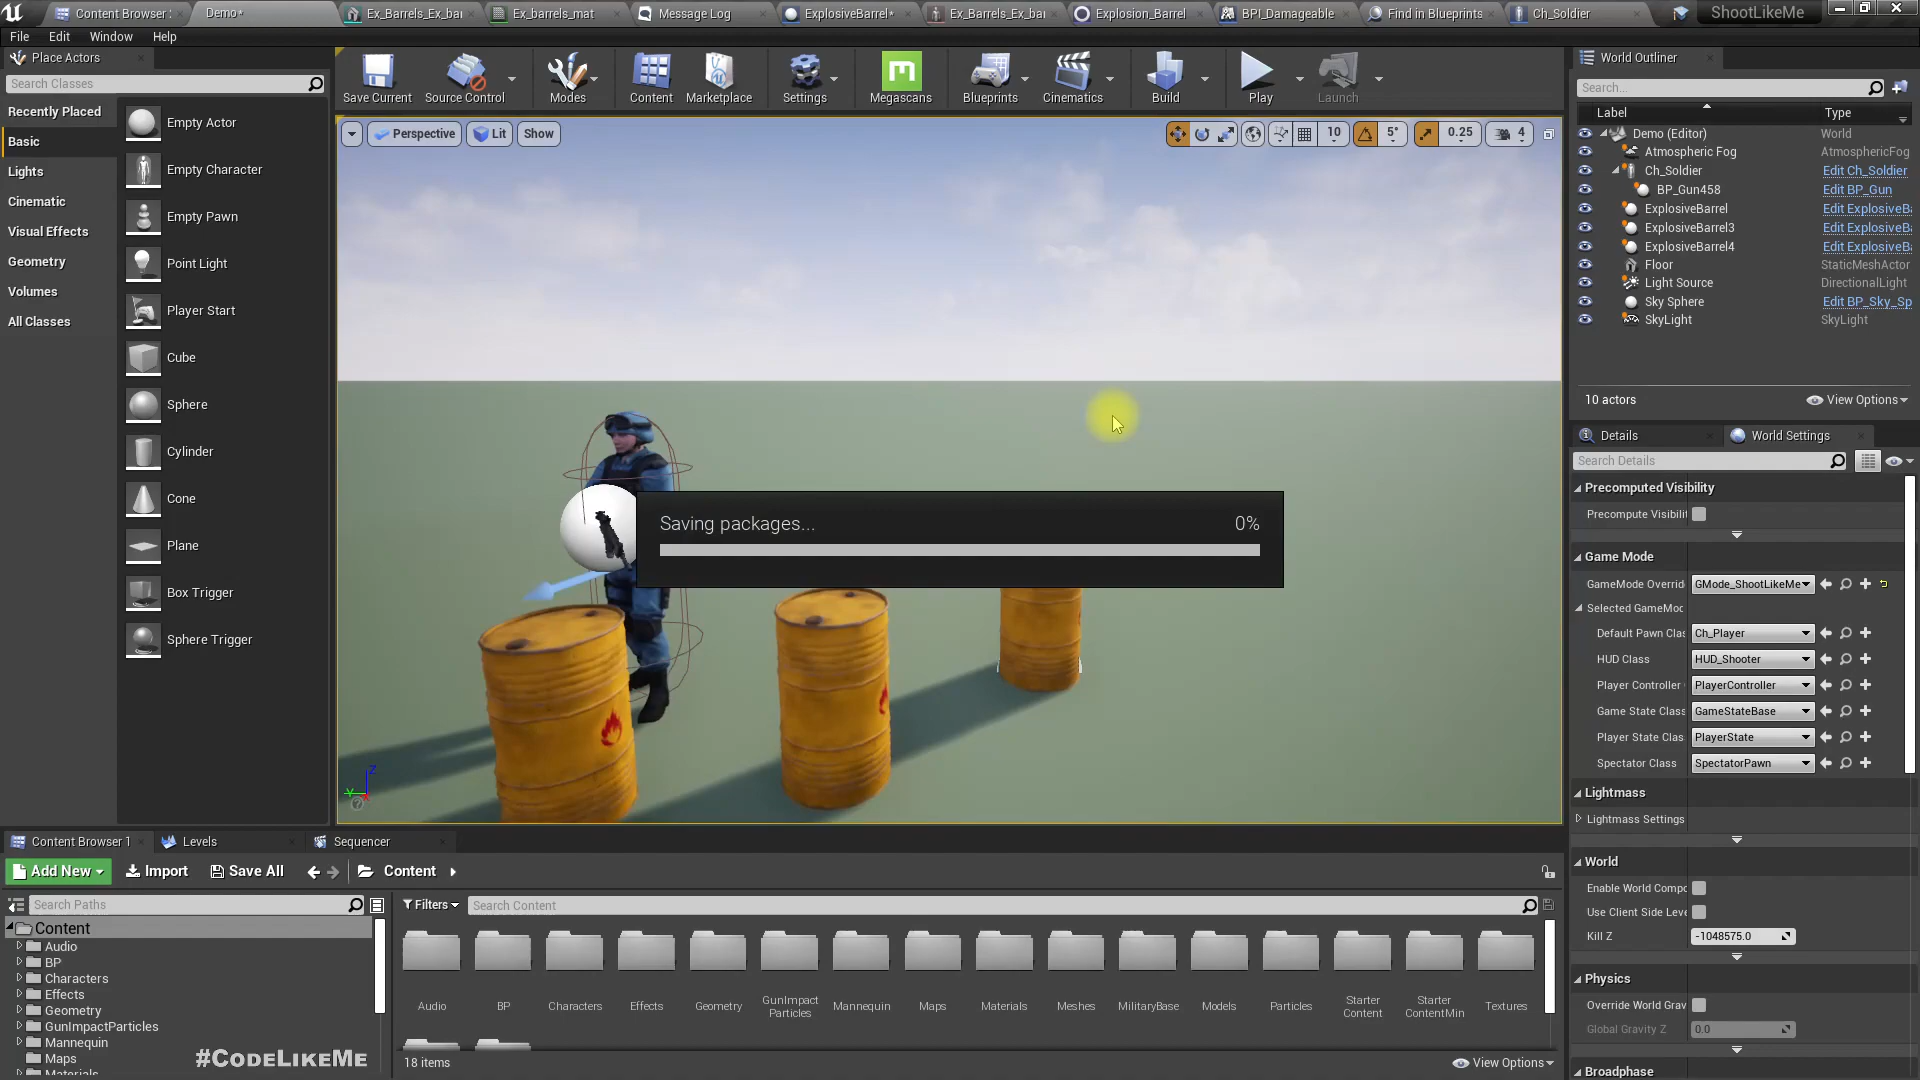 Content Browser
Demo*
Ex_Barrels_Ex_ba
Ex_barrels_mat
Message Log
ExplosiveBarrel*
Ex_Barrels_Ex_ba
Explosion_Barrel
BPI_Damageable
Find in Blueprints
Ch_Soldier
ShootLikeMe
File Edit Window Help
Place Actors
Search Classes
Recently Placed
Basic
Lights
Cinematic
Visual Effects
Geometry
Volumes
All Classes
Empty Actor
Empty Character
Empty Pawn
Point Light
Player Start
Cube
Sphere
Cylinder
Cone
Plane
Box Trigger
Sphere Trigger
Save Current
Source Control
Modes
Content
Marketplace
Settings
Megascans
Blueprints
Cinematics
Build
Play
Launch
Perspective
Lit
Show
10
5°
0.25
4
Saving packages... 0%
World Outliner
Search...
Label Type
Demo (Editor) World
Atmospheric Fog AtmosphericFog
Ch_Soldier Edit Ch_Soldier
BP_Gun458 Edit BP_Gun
ExplosiveBarrel Edit ExplosiveBa
ExplosiveBarrel3 Edit ExplosiveBa
ExplosiveBarrel4 Edit ExplosiveBa
Floor StaticMeshActor
Light Source DirectionalLight
Sky Sphere Edit BP_Sky_Sp
SkyLight SkyLight
10 actors
View Options
Details
World Settings
Search Details
Precomputed Visibility
Precompute Visibilit
Game Mode
GameMode Overrid GMode_ShootLikeMe
Selected GameMod
Default Pawn Clas Ch_Player
HUD Class HUD_Shooter
Player Controller PlayerController
Game State Class GameStateBase
Player State Clas PlayerState
Spectator Class SpectatorPawn
Lightmass
Lightmass Settings
World
Enable World Compo
Use Client Side Leve
Kill Z -1048575.0
Physics
Override World Grav
Global Gravity Z 0.0
Broadphase
Content Browser 1
Levels
Sequencer
Add New
Import
Save All
Content
Search Paths
Filters
Search Content
Content
Audio
BP
Characters
Effects
Geometry
GunImpactParticles
Mannequin
Maps
Materials
#CODELIKEME
Audio
BP
Characters
Effects
Geometry
GunImpact
Particles
Mannequin
Maps
Materials
Meshes
MilitaryBase
Models
Particles
Starter
Content
Starter
ContentMin
Textures
18 items
View Options
Z
Y
X